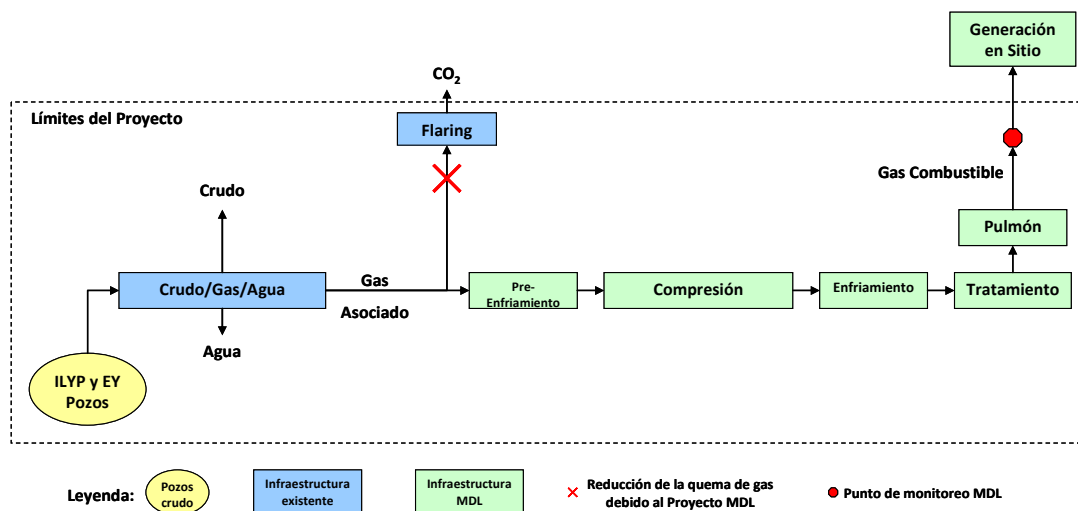 Generación
en Sitio
CO2
Límites del Proyecto
Flaring
Gas Combustible
Crudo
Pulmón
Crudo/Gas/Agua
Gas
Asociado
Pre-
Enfriamiento
Compresión
Enfriamiento
Tratamiento
Agua
ILYP y EY
Pozos
Leyenda:
Pozos
crudo
Infraestructura
existente
Infraestructura
MDL
Reducción de la quema de gas
debido al Proyecto MDL
Punto de monitoreo MDL